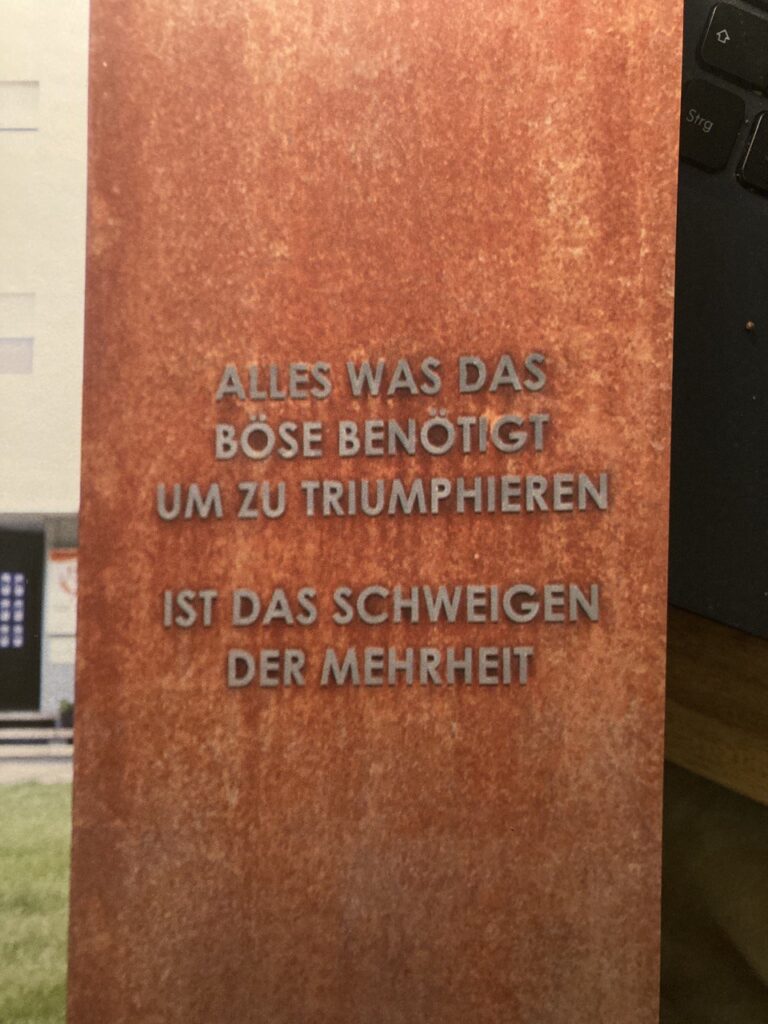 ALLES WAS DAS
BÖSE BENÖTIGT
UM ZU TRIUMPHIEREN
IST DAS SCHWEIGEN
DER MEHRHEIT
Strg